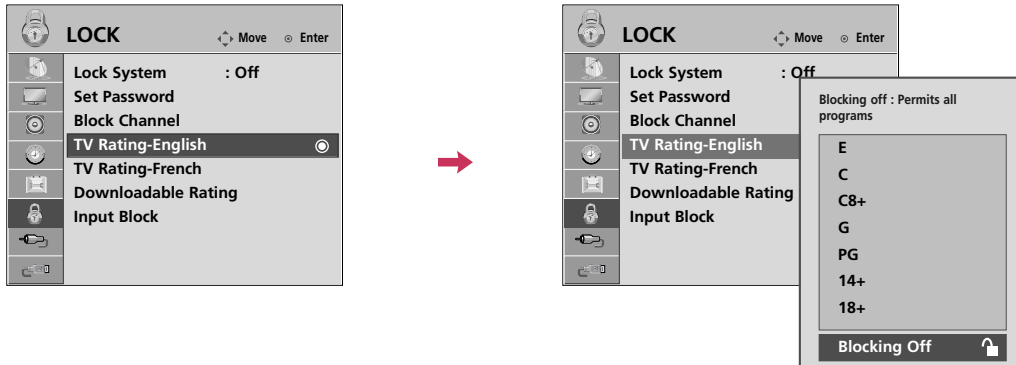 LOCK
Move
Enter
Lock System : Off
Set Password
Block Channel
TV Rating-English
TV Rating-French
Downloadable Rating
Input Block
LOCK
Move
Enter
Lock System : Off
Set Password
Block Channel
TV Rating-English
TV Rating-French
Downloadable Rating
Input Block
Blocking off : Permits all
programs
E
C
C8+
G
PG
14+
18+
Blocking Off